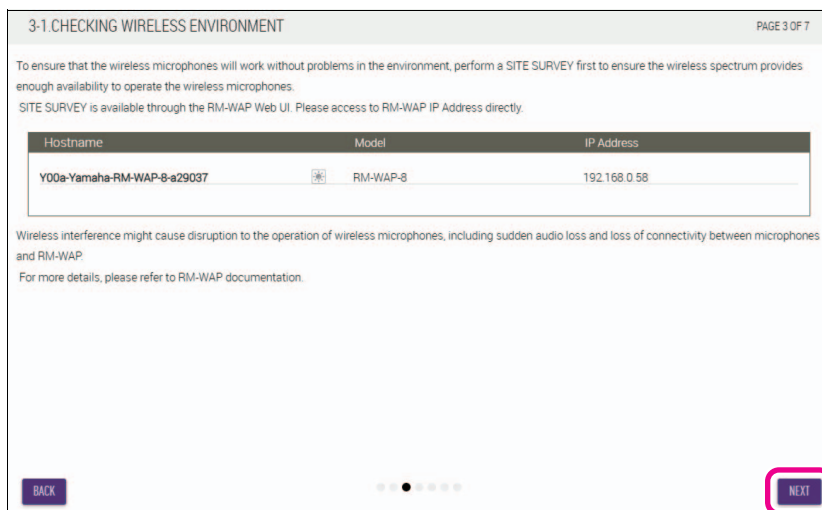 3-1.CHECKING WIRELESS ENVIRONMENT
PAGE 3 OF 7
To ensure that the wireless microphones will work without problems in the environment, perform a SITE SURVEY first to ensure the wireless spectrum provides
enough availability to operate the wireless microphones.
SITE SURVEY is available through the RM-WAP Web UI. Please access to RM-WAP IP Address directly.
Hostname Model IP Address
Y00a-Yamaha-RM-WAP-8-a29037 RM-WAP-8 192.168.0.58
Wireless interference might cause disruption to the operation of wireless microphones, including sudden audio loss and loss of connectivity between microphones
and RM-WAP.
For more details, please refer to RM-WAP documentation.
BACK
NEXT